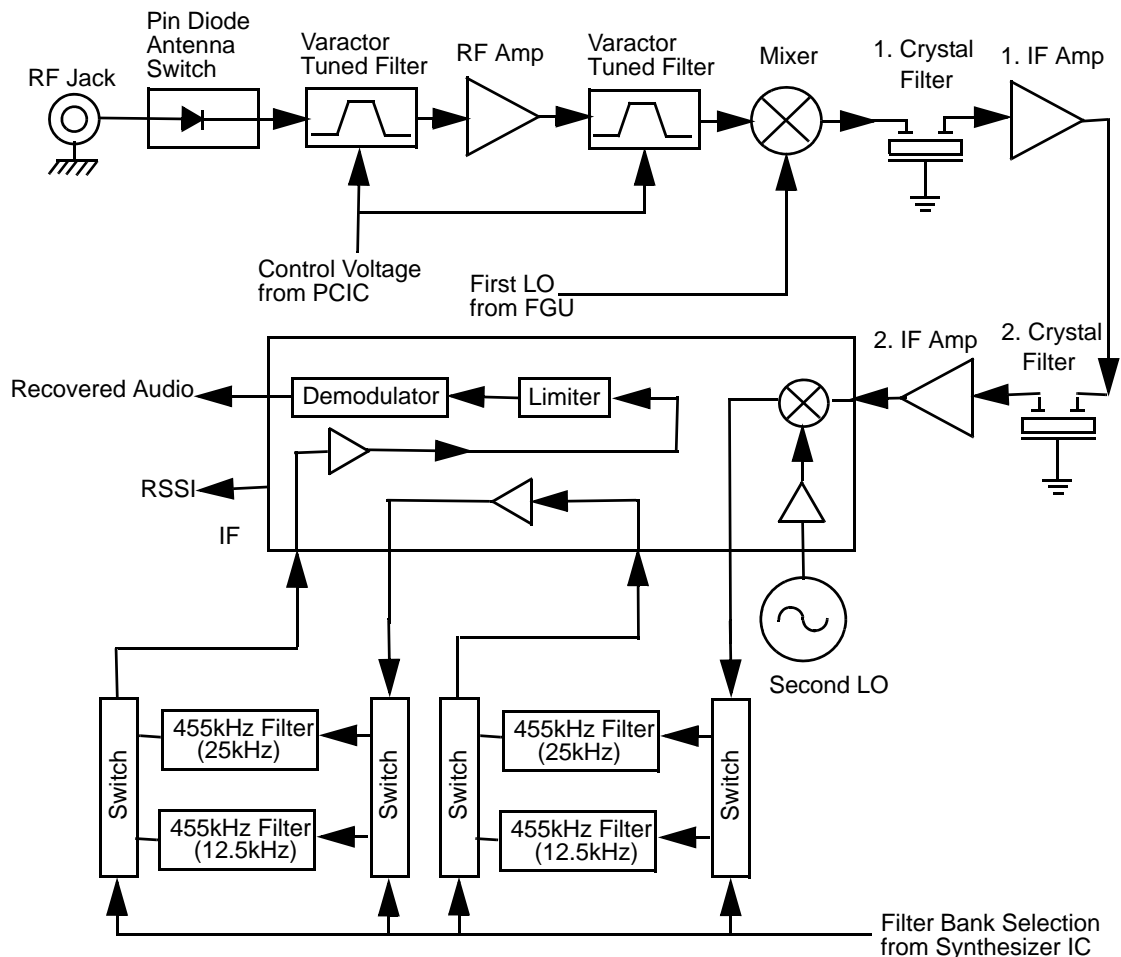 RF Jack
Pin Diode
Antenna
Switch
Varactor
Tuned Filter
RF Amp
Varactor
Tuned Filter
Mixer
1. Crystal
Filter
1. IF Amp
Control Voltage
from PCIC
First LO
from FGU
2. IF Amp
2. Crystal
Filter
Recovered Audio
Demodulator
Limiter
RSSI
IF
Second LO
Switch
455kHz Filter
(25kHz)
455kHz Filter
(12.5kHz)
Switch
Switch
455kHz Filter
(25kHz)
455kHz Filter
(12.5kHz)
Switch
Filter Bank Selection
from Synthesizer IC